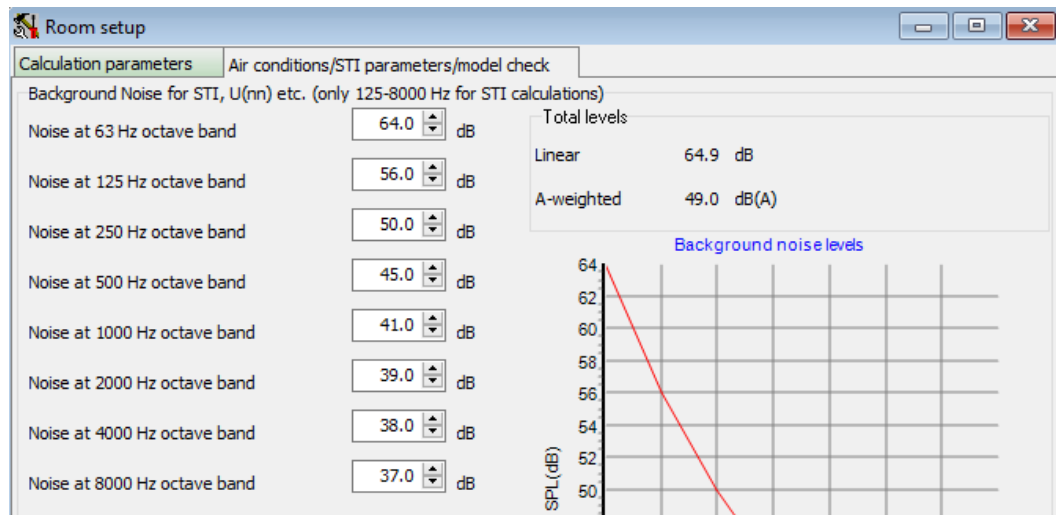 Room setup
Calculation parameters Air conditions/STI parameters/model check
Background Noise for STI, U(nn) etc. (only 125-8000 Hz for STI calculations)
Noise at 63 Hz octave band 64.0 dB
Noise at 125 Hz octave band 56.0 dB
Noise at 250 Hz octave band 50.0 dB
Noise at 500 Hz octave band 45.0 dB
Noise at 1000 Hz octave band 41.0 dB
Noise at 2000 Hz octave band 39.0 dB
Noise at 4000 Hz octave band 38.0 dB
Noise at 8000 Hz octave band 37.0 dB
Total levels
Linear 64.9 dB
A-weighted 49.0 dB(A)
Background noise levels
64
62
60
58
56
54
52
50
SPL(dB)